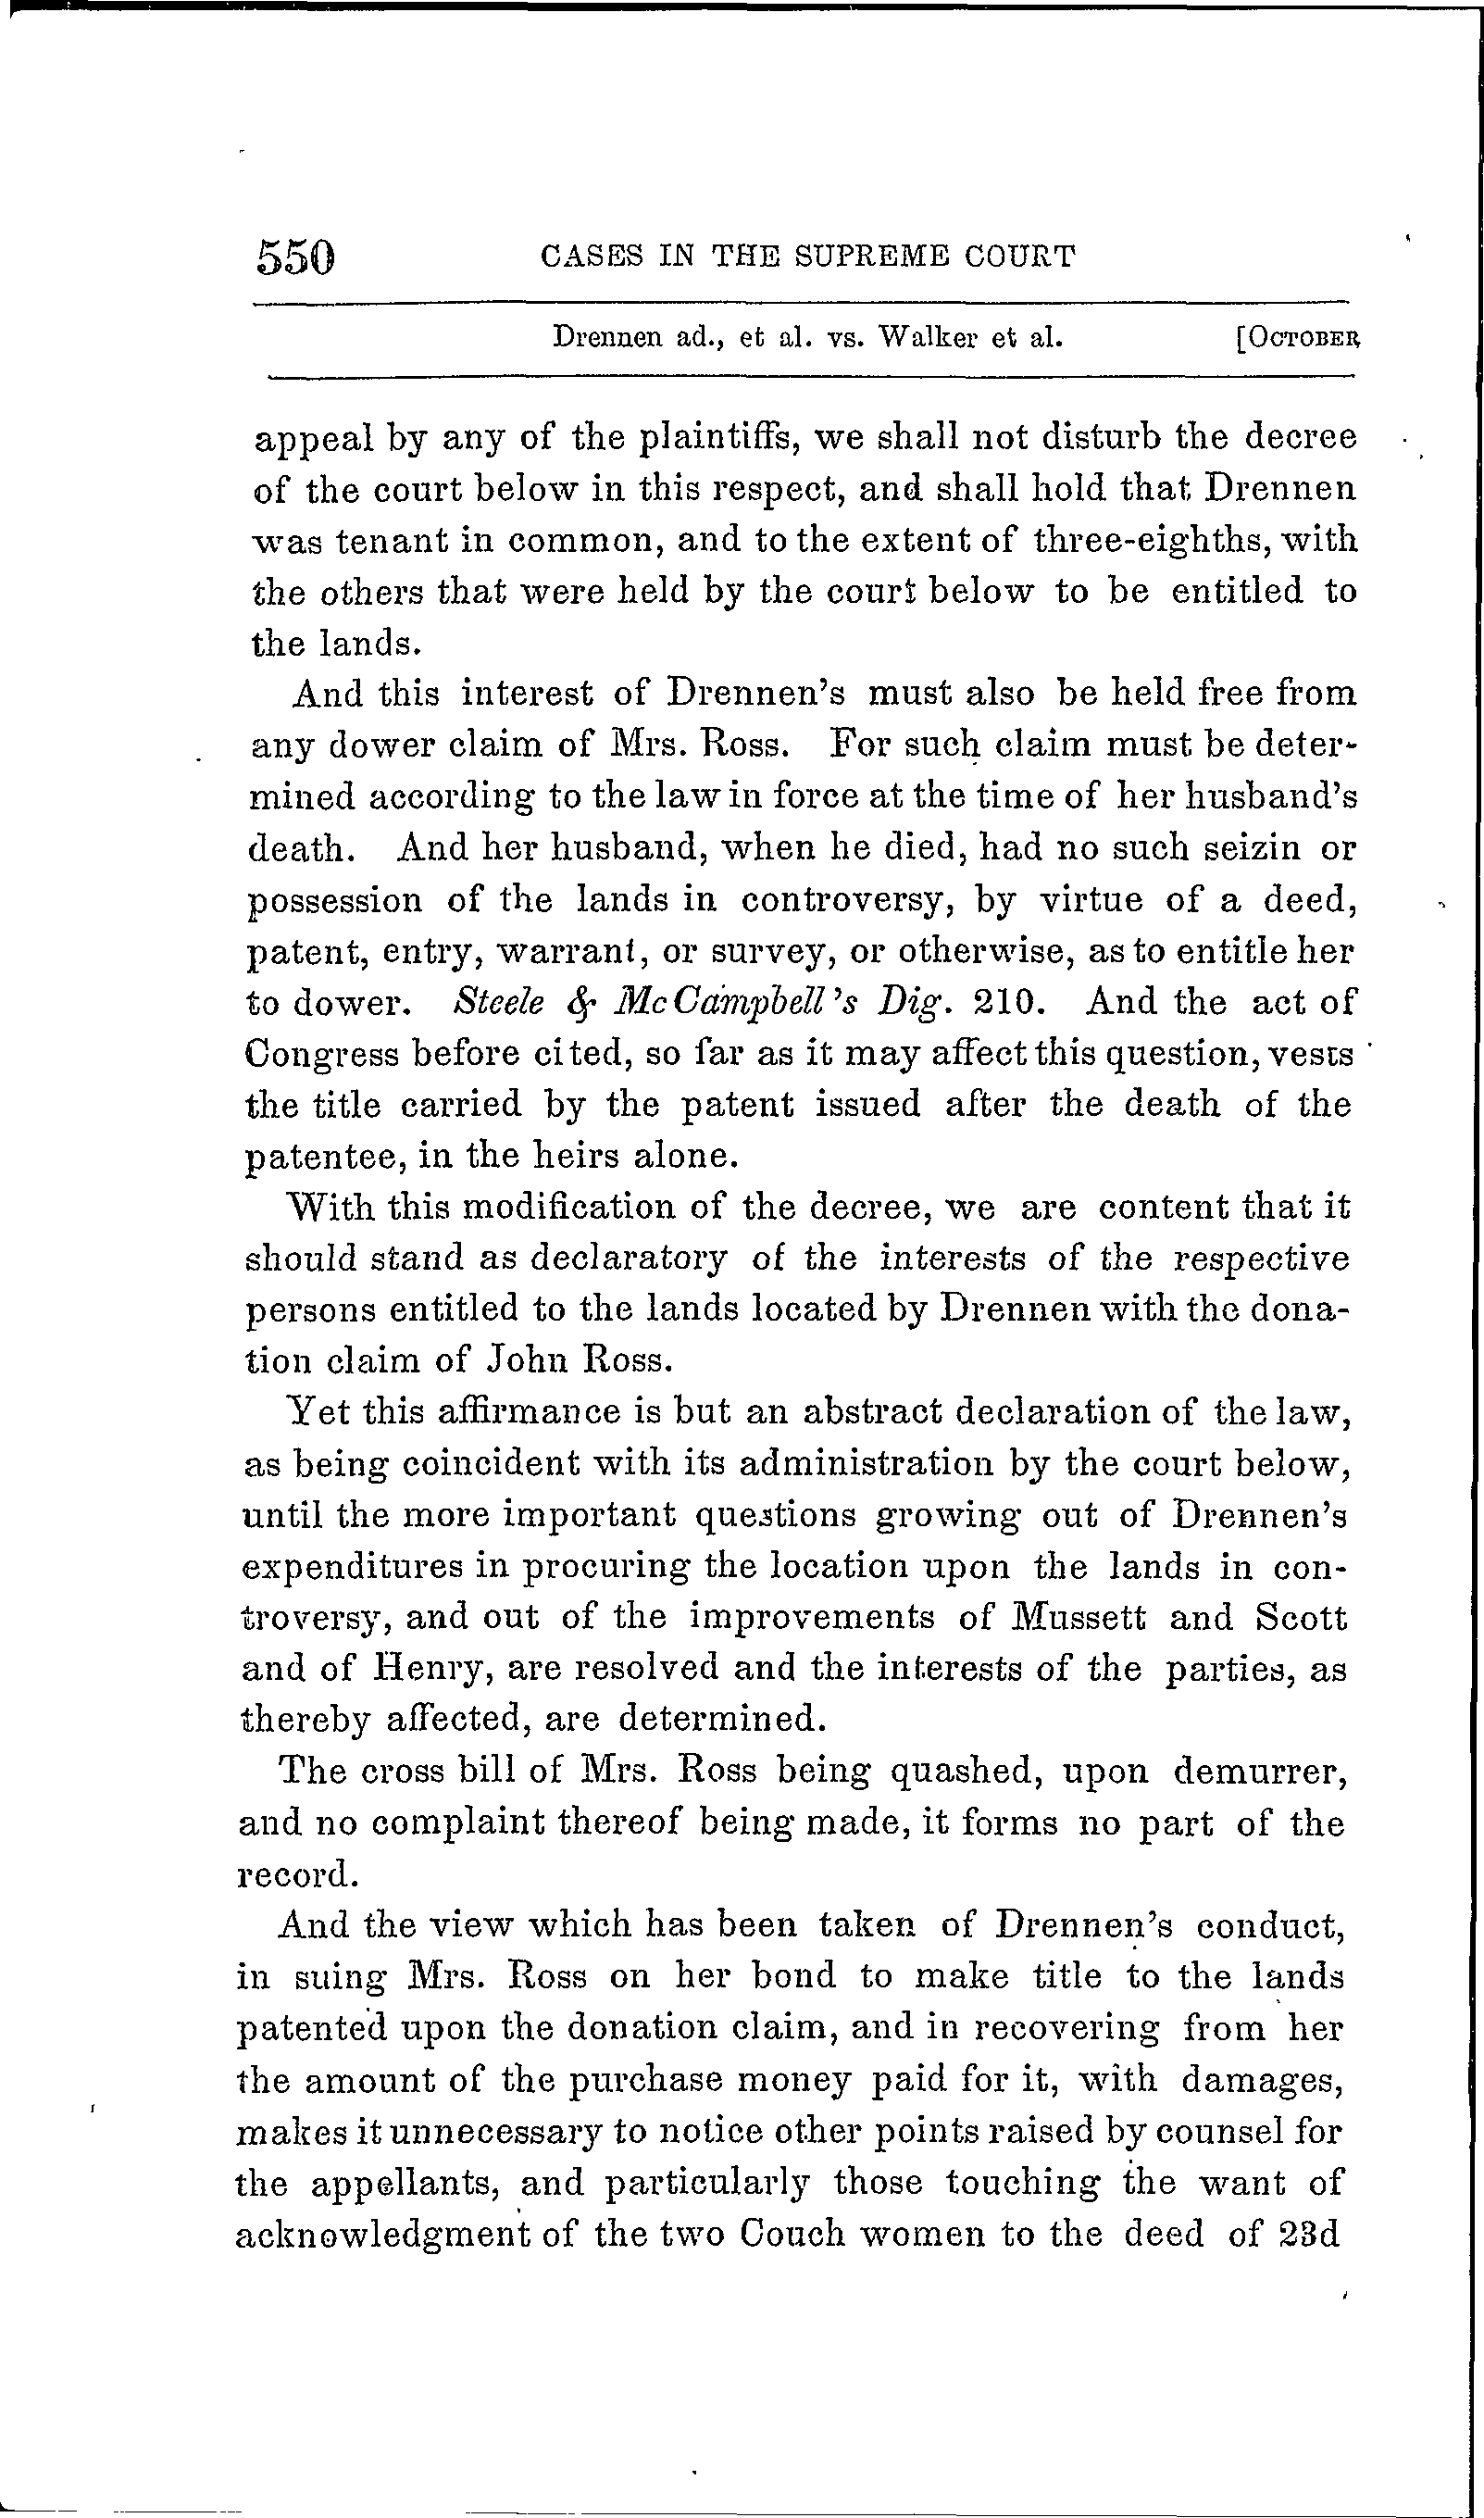 550 CASES IN THE SUPREME COURT
Drennen ad., et al. vs. Walker et al. [OCTOBER
appeal by any of the plaintiffs, we shall not disturb the decree
of the court below in this respect, and shall hold that Drennen
was tenant in common, and to the extent of three-eighths, with
the others that were held by the court below to be entitled to
the lands.
And this interest of Drennen's must also be held free from
any dower claim of Mrs. Ross. For such claim must be deter-
mined according to the law in force at the time of her husband's
death. And her husband, when he died, had no such seizin or
possession of the lands in controversy, by virtue of a deed,
patent, entry, warrant, or survey, or otherwise, as to entitle her
to dower. Steele & McCampbell's Dig. 210. And the act of
Congress before cited, so far as it may affect this question, vests
the title carried by the patent issued after the death of the
patentee, in the heirs alone.
With this modification of the decree, we are content that it
should stand as declaratory of the interests of the respective
persons entitled to the lands located by Drennen with the dona-
tion claim of John Ross.
Yet this affirmance is but an abstract declaration of the law,
as being coincident with its administration by the court below,
until the more important questions growing out of Drennen's
expenditures in procuring the location upon the lands in con-
troversy, and out of the improvements of Mussett and Scott
and of Henry, are resolved and the interests of the parties, as
thereby affected, are determined.
The cross bill of Mrs. Ross being quashed, upon demurrer,
and no complaint thereof being made, it forms no part of the
record.
And the view which has been taken of Drennen's conduct,
in suing Mrs. Ross on her bond to make title to the lands
patented upon the donation claim, and in recovering from her
the amount of the purchase money paid for it, with damages,
makes it unnecessary to notice other points raised by counsel for
the appellants, and particularly those touching the want of
acknowledgment of the two Couch women to the deed of 23d